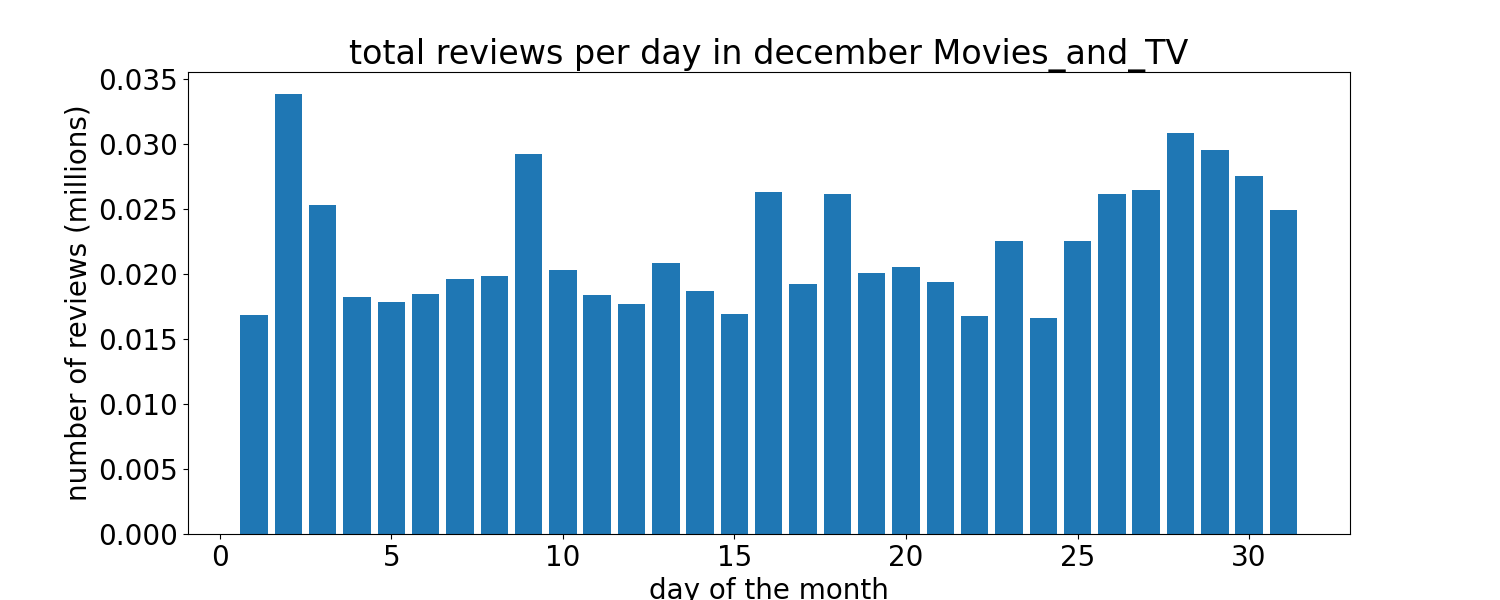 total reviews per day in december Movies_and_TV
number of reviews (millions)
0.035
0.030
0.025
0.020
0.015
0.010
0.005
0.000
0 5 10 15 20 25 30
day of the month